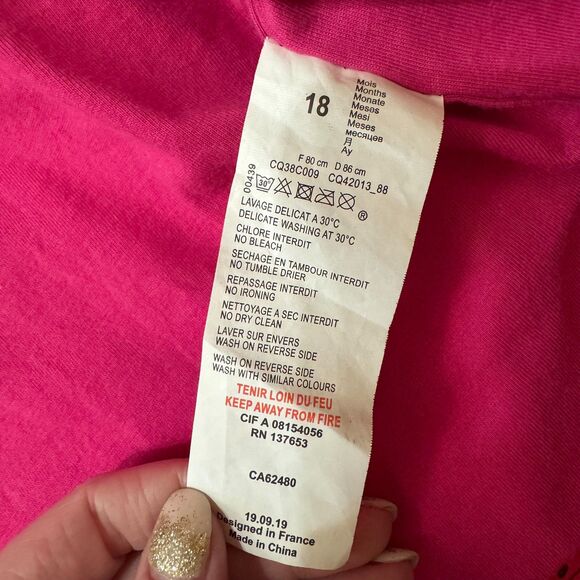 18
Mois
Months
Monate
Meses
Mesi
Meses
месяцев
月
Ay
F 80 cm D 86 cm
CQ38C009 CQ42013_88
00439
30°
®
LAVAGE DELICAT A 30°C
DELICATE WASHING AT 30°C
CHLORE INTERDIT
NO BLEACH
SECHAGE EN TAMBOUR INTERDIT
NO TUMBLE DRIER
REPASSAGE INTERDIT
NO IRONING
NETTOYAGE A SEC INTERDIT
NO DRY CLEAN
LAVER SUR ENVERS
WASH ON REVERSE SIDE
WASH ON REVERSE SIDE
WASH WITH SIMILAR COLOURS
TENIR LOIN DU FEU
KEEP AWAY FROM FIRE
CIF A 08154056
RN 137653
CA62480
19.09.19
Designed in France
Made in China